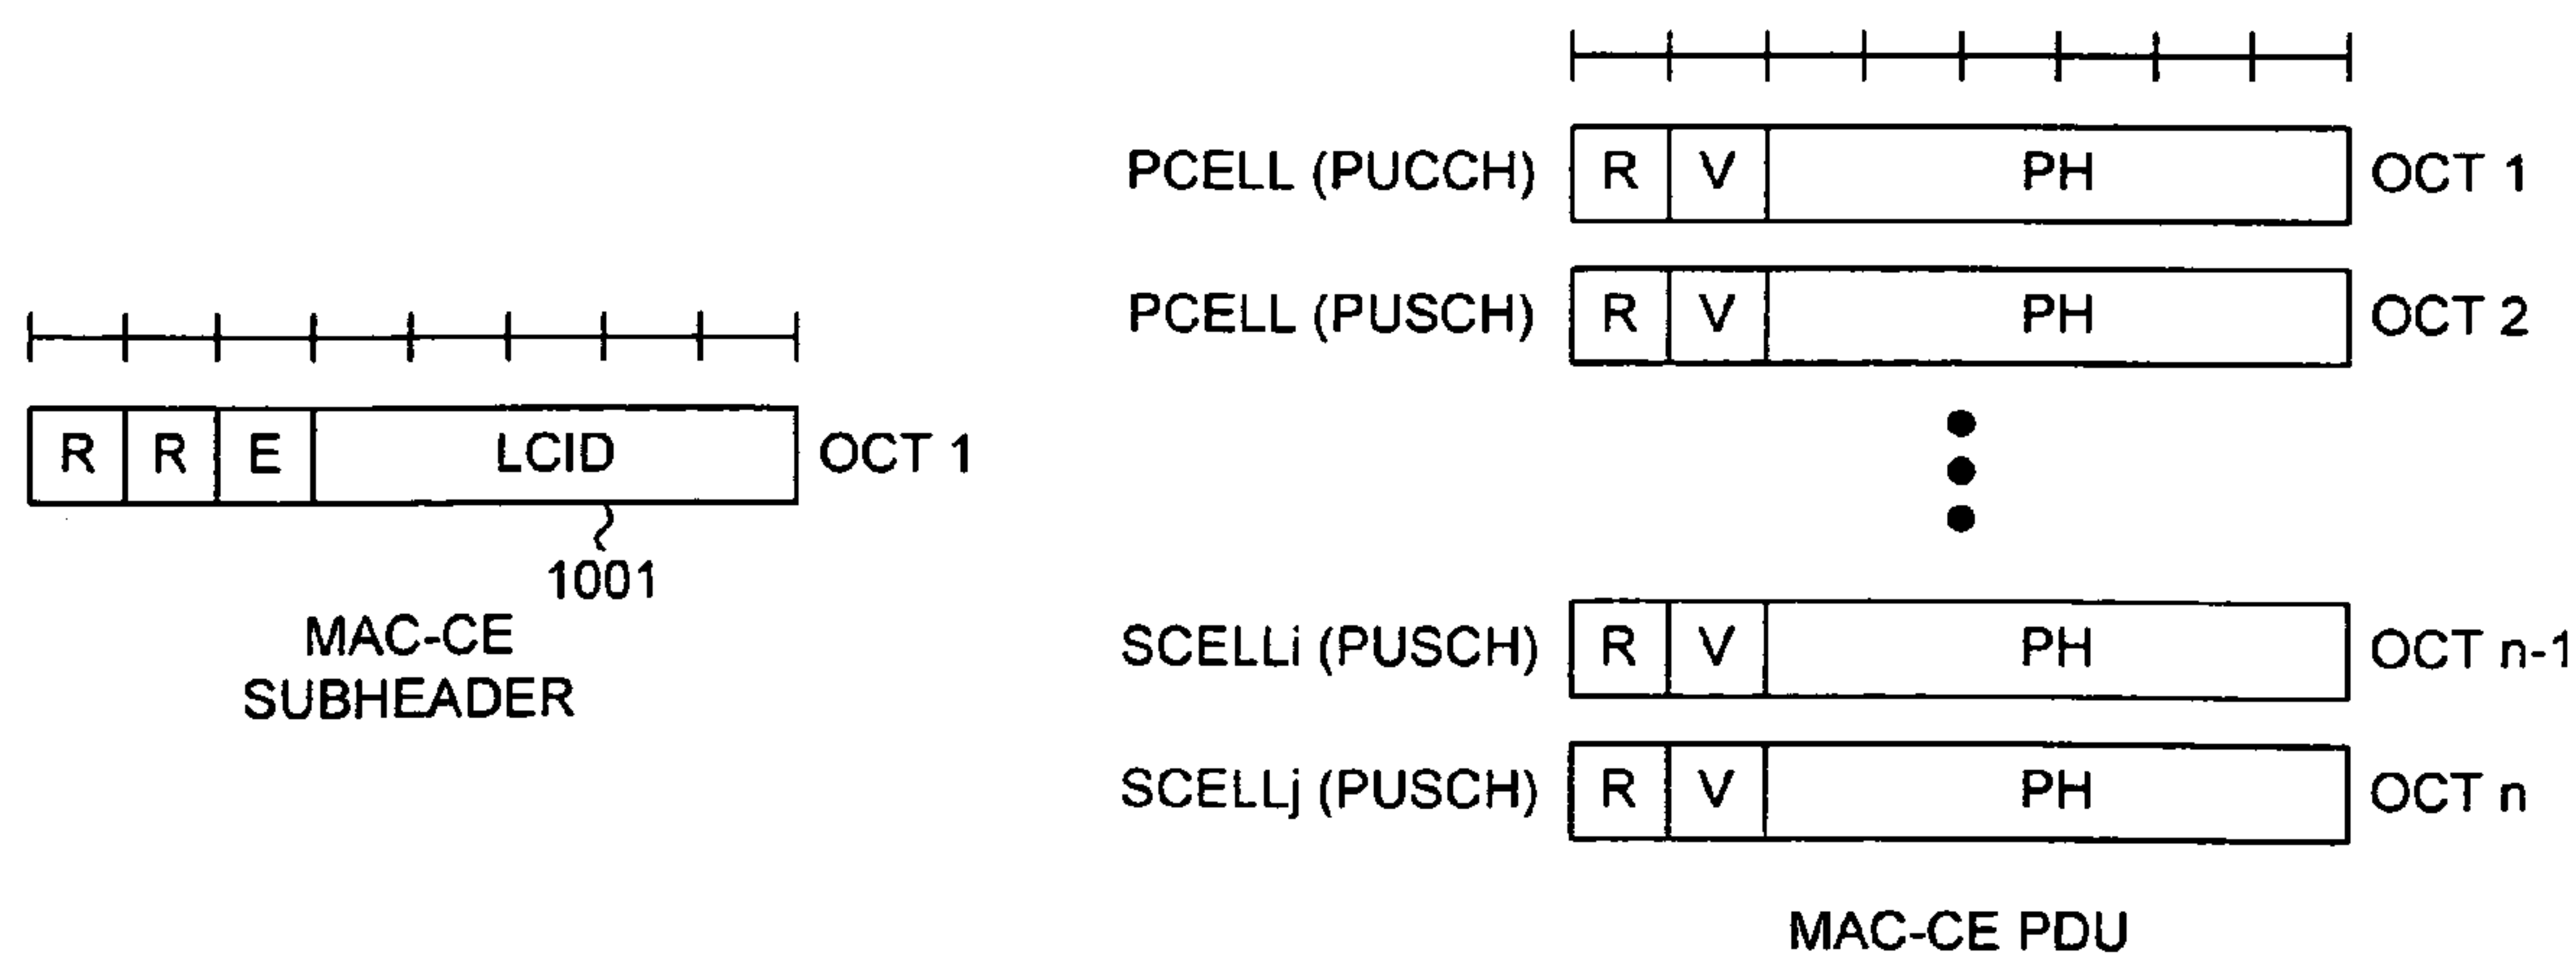 R R E LCID OCT 1
1001
MAC-CE
SUBHEADER
PCELL (PUCCH) R V PH OCT 1
PCELL (PUSCH) R V PH OCT 2
SCELLi (PUSCH) R V PH OCT n-1
SCELLj (PUSCH) R V PH OCT n
MAC-CE PDU